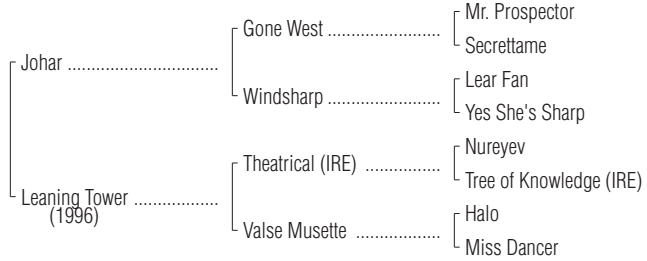 Mr. Prospector
Gone West ........................
Secrettame
Johar ................................
Lear Fan
Windsharp ........................
Yes She's Sharp
Nureyev
Theatrical (IRE) ................
Tree of Knowledge (IRE)
Leaning Tower ..................
(1996)
Halo
Valse Musette ..................
Miss Dancer